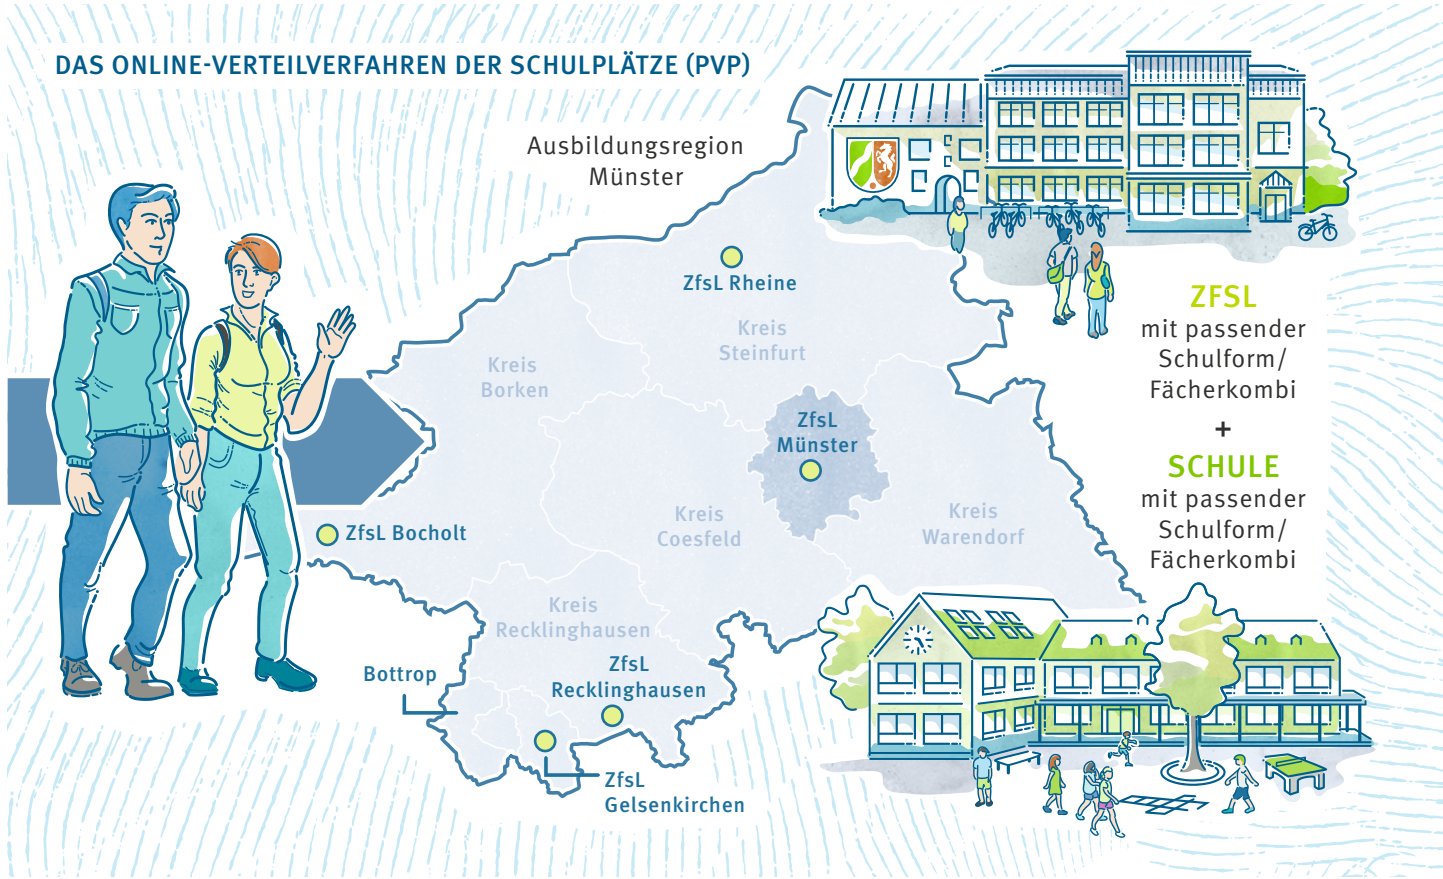 DAS ONLINE-VERTEILVERFAHREN DER SCHULPLÄTZE (PVP)
Ausbildungsregion
Münster
ZfsL Rheine
Kreis
Steinfurt
Kreis
Borken
ZfsL
Münster
ZfsL Bocholt
Kreis
Coesfeld
Kreis
Warendorf
Kreis
Recklinghausen
Bottrop
ZfsL
Recklinghausen
ZfsL
Gelsenkirchen
ZFSL
mit passender
Schulform/
Fächerkombi
+
SCHULE
mit passender
Schulform/
Fächerkombi